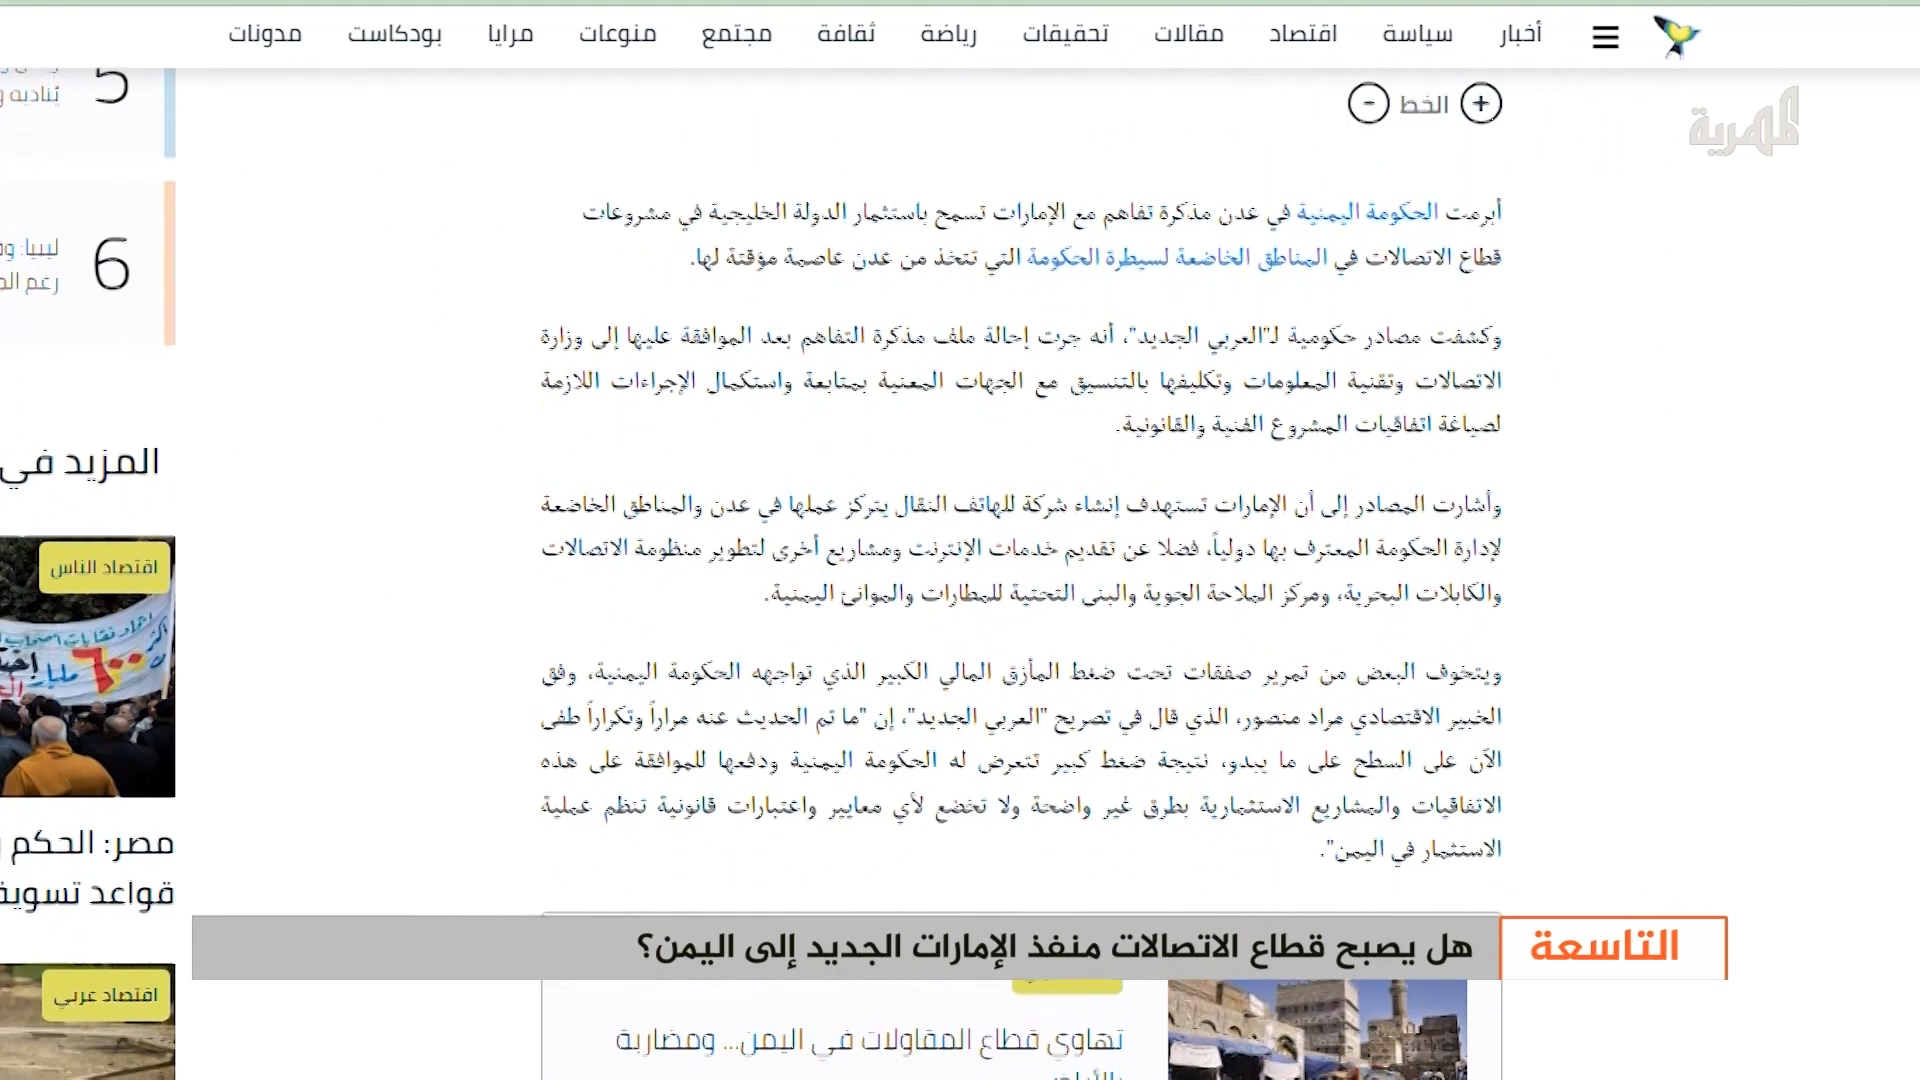 أخبار سياسة اقتصاد مقالات تحقيقات رياضة ثقافة مجتمع منوعات مرايا بودكاست مدونات
+ الخط -
المهرية
أبرمت الحكومة اليمنية في عدن مذكرة تفاهم مع الإمارات تسمح باستثمار الدولة الخليجية في مشروعات
قطاع الاتصالات في المناطق الخاضعة لسيطرة الحكومة التي تتخذ من عدن عاصمة مؤقتة لها.
وكشفت مصادر حكومية لـ"العربي الجديد"، أنه جرت إحالة ملف مذكرة التفاهم بعد الموافقة عليها إلى وزارة
الاتصالات وتقنية المعلومات وتكليفها بالتنسيق مع الجهات المعنية بمتابعة واستكمال الإجراءات اللازمة
لصياغة اتفاقيات المشروع الفنية والقانونية.
وأشارت المصادر إلى أن الإمارات تستهدف إنشاء شركة للهاتف النقال يتركز عملها في عدن والمناطق الخاضعة
لإدارة الحكومة المعترف بها دولياً، فضلا عن تقديم خدمات الإنترنت ومشاريع أخرى لتطوير منظومة الاتصالات
والكابلات البحرية، ومركز الملاحة الجوية والبنى التحتية للمطارات والموانئ اليمنية.
ويتخوف البعض من تمرير صفقات تحت ضغط المأزق المالي الكبير الذي تواجهه الحكومة اليمنية، وفق
الخبير الاقتصادي مراد منصور، الذي قال في تصريح "العربي الجديد"، إن "ما تم الحديث عنه مراراً وتكراراً طفى
الآن على السطح على ما يبدو، نتيجة ضغط كبير تتعرض له الحكومة اليمنية ودفعها للموافقة على هذه
الاتفاقيات والمشاريع الاستثمارية بطرق غير واضحة ولا تخضع لأي معايير واعتبارات قانونية تنظم عملية
الاستثمار في اليمن".
التاسعة
هل يصبح قطاع الاتصالات منفذ الإمارات الجديد إلى اليمن؟
تهاوي قطاع المقاولات في اليمن... ومضاربة
5
يُناديه
6
ليبيا:
رغم
المزيد في
اقتصاد الناس
٦٠٠
مليار
مصر: الحكم
قواعد
اقتصاد عربي